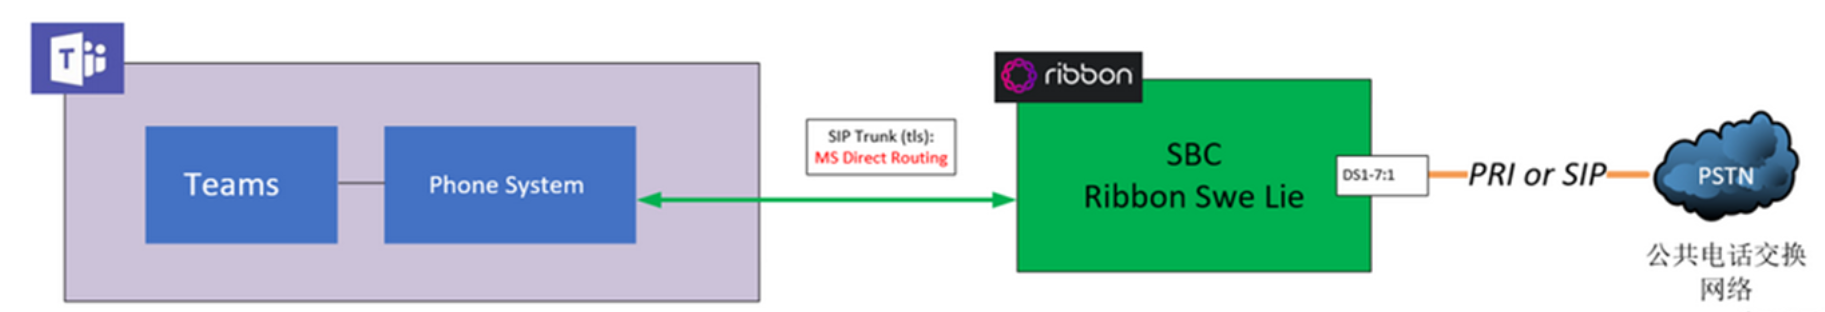 T
Teams
Phone System
SIP Trunk (tls):
MS Direct Routing
ribbon
SBC
Ribbon Swe Lie
DS1-7:1
PRI or SIP
PSTN
公共电话交换
网络